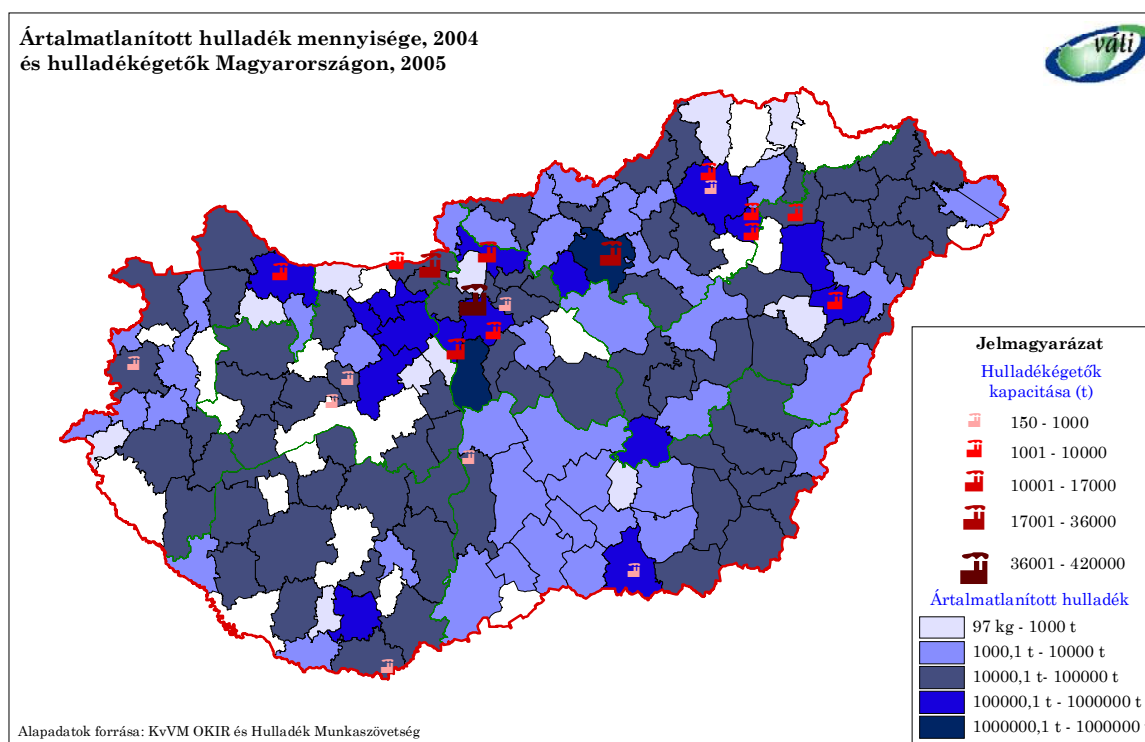 Ártalmatlanított hulladék mennyisége, 2004
és hulladékégetők Magyarországon, 2005
váli
Jelmagyarázat
Hulladékégetők
kapacitása (t)
150 - 1000
1001 - 10000
10001 - 17000
17001 - 36000
36001 - 420000
Ártalmatlanított hulladék
97 kg - 1000 t
1000,1 t - 10000 t
10000,1 t- 100000 t
100000,1 t - 1000000 t
1000000,1 t - 1000000
Alapadatok forrása: KvVM OKIR és Hulladék Munkaszövetség